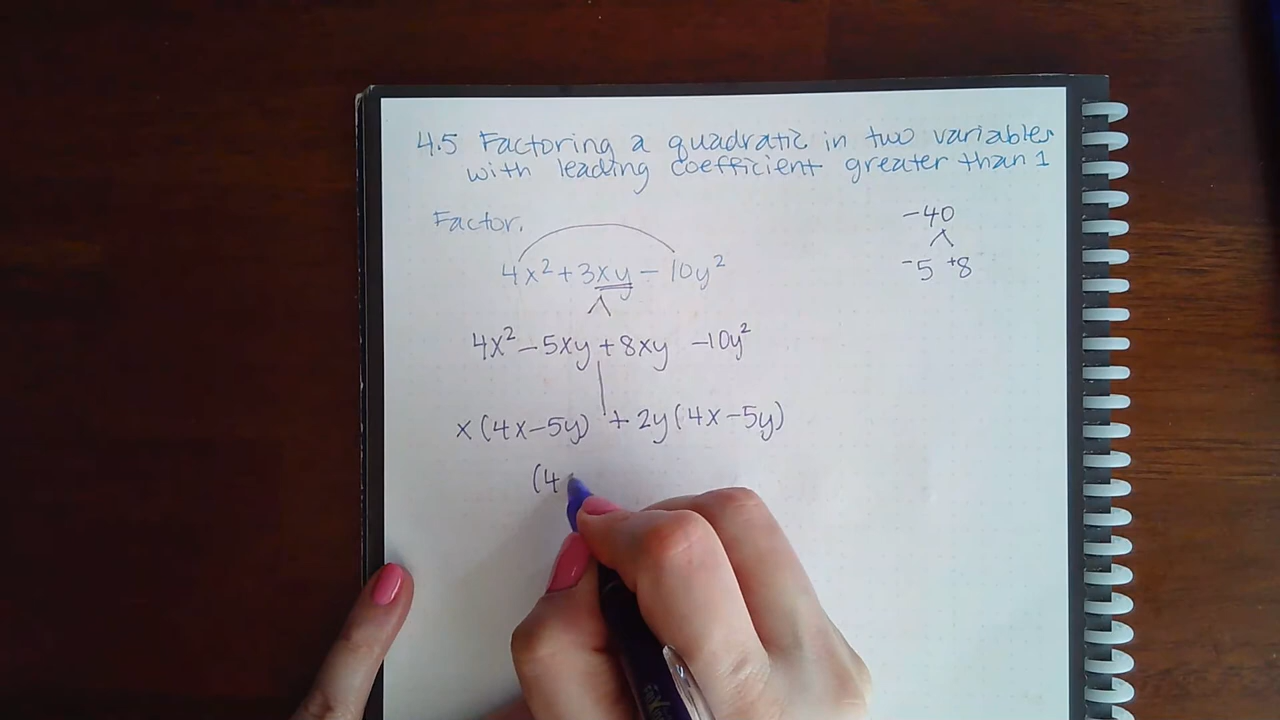 4.5 Factoring a quadratic in two variables
with leading coefficient greater than 1
Factor.
4x² + 3xy - 10y²
-40
-5 +8
4x² - 5xy + 8xy - 10y²
x(4x-5y) + 2y(4x-5y)
(4